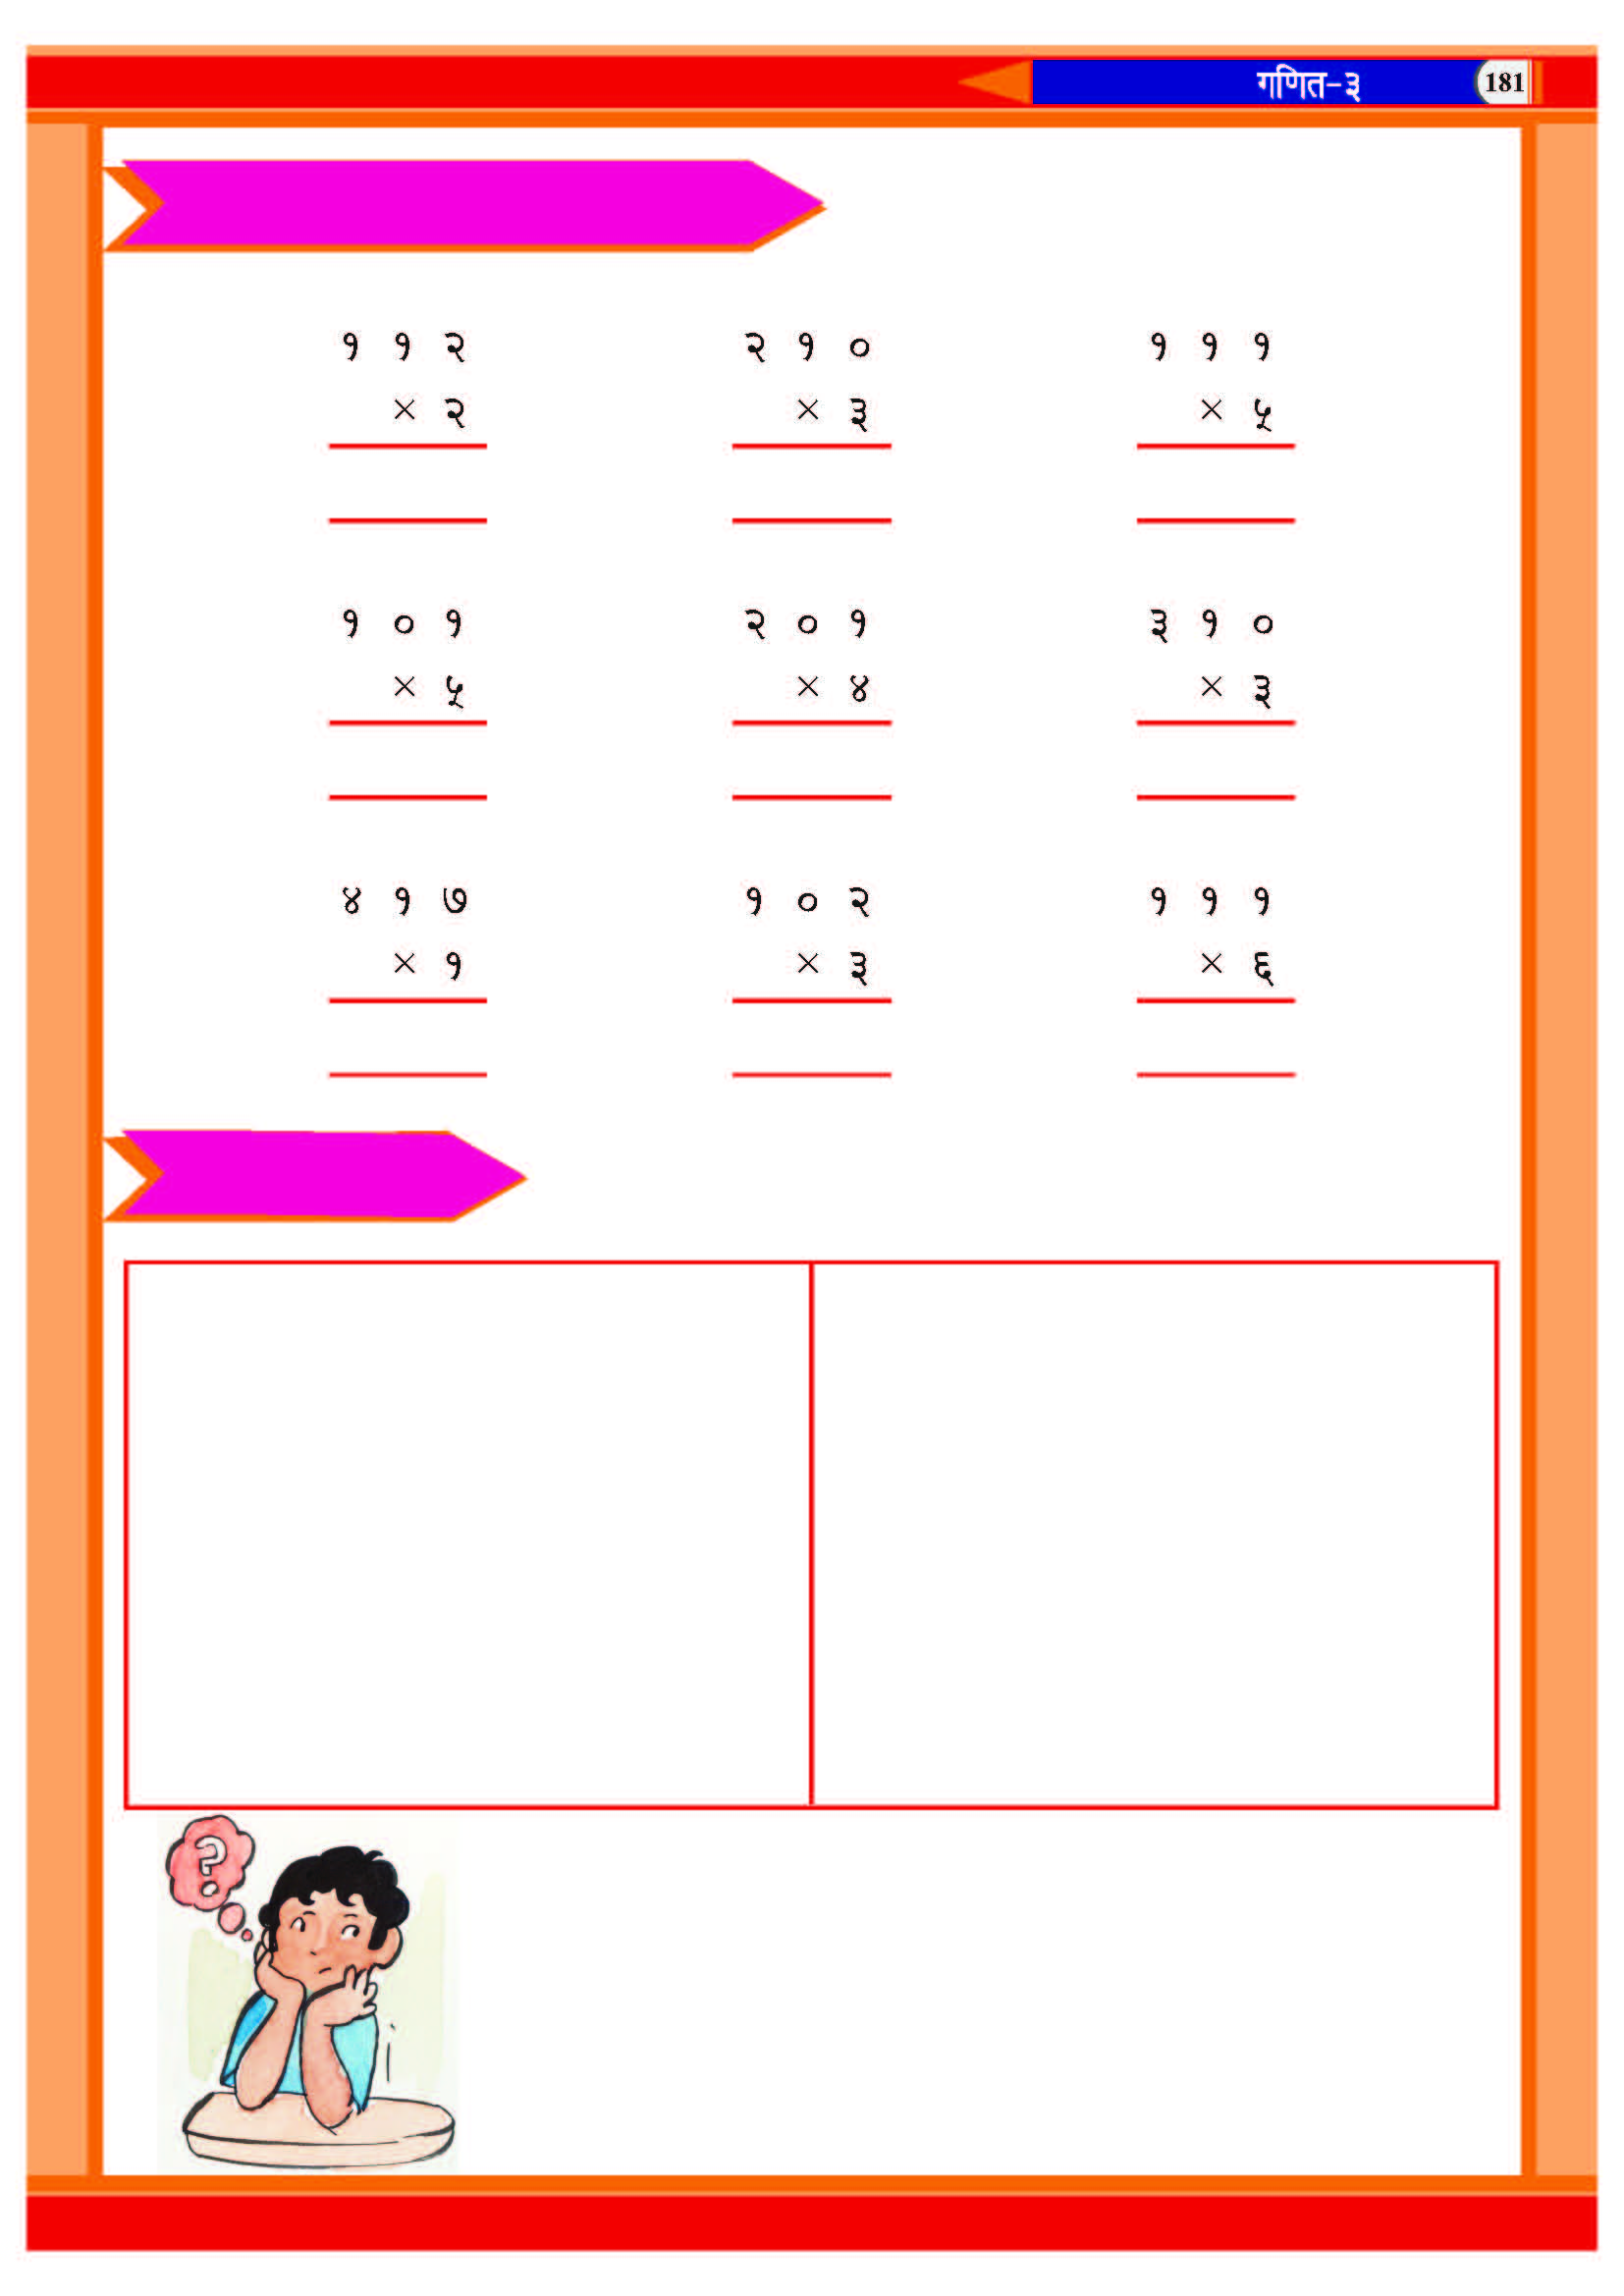 गणित–३ 181
१ १ २ २ १ ० १ १ १
× २ × ३ × ५
१ ० १ २ ० १ ३ १ ०
× ५ × ४ × ३
४ १ ७ १ ० २ १ १ १
× १ × ३ × ६
?